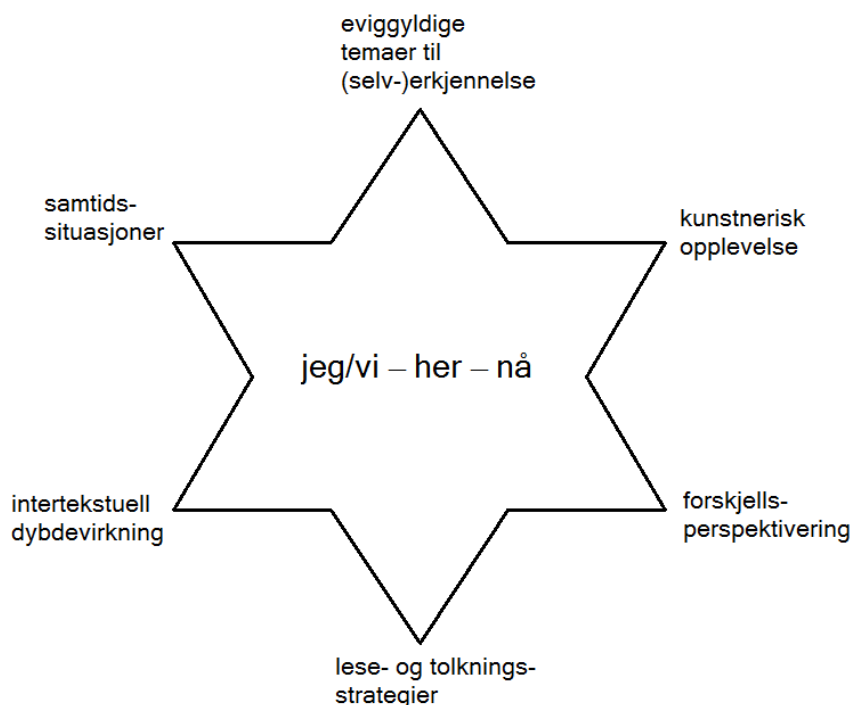 eviggyldige
temaer til
(selv-)erkjennelse
samtids-
situasjoner
kunstnerisk
opplevelse
jeg/vi – her – nå
intertekstuell
dybdevirkning
forskjells-
perspektivering
lese- og tolknings-
strategier